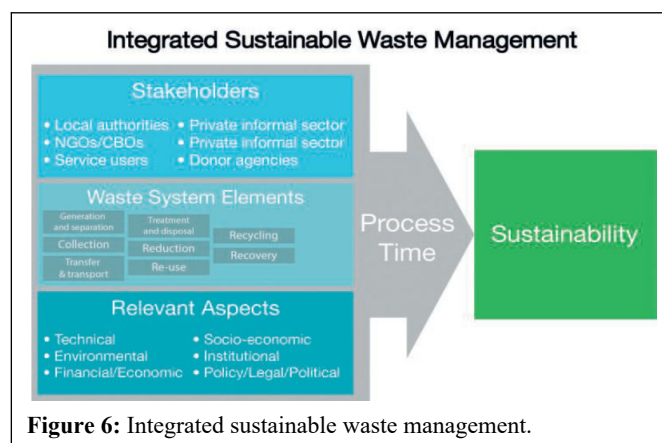 Integrated Sustainable Waste Management
Stakeholders
• Local authorities
• NGOs/CBOs
• Service users
• Private informal sector
• Private informal sector
• Donor agencies
Waste System Elements
Generation
and separation
Collection
Transfer
& transport
Treatment
and disposal
Reduction
Re-use
Recycling
Recovery
Relevant Aspects
• Technical
• Environmental
• Financial/Economic
• Socio-economic
• Institutional
• Policy/Legal/Political
Process
Time
Sustainability
Figure 6: Integrated sustainable waste management.